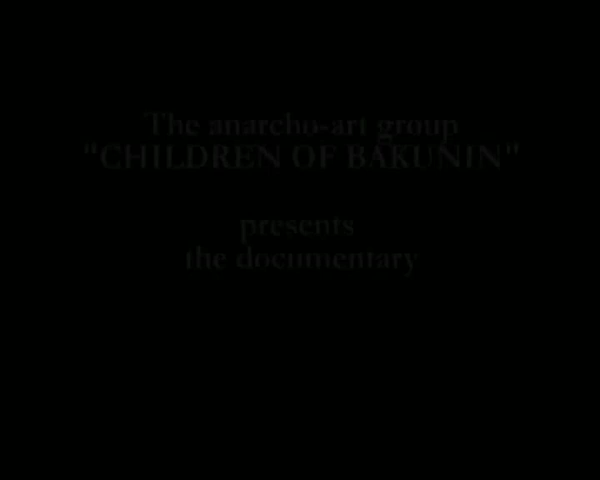 The anarcho-art group
"CHILDREN OF BAKUNIN"
presents
the documentary